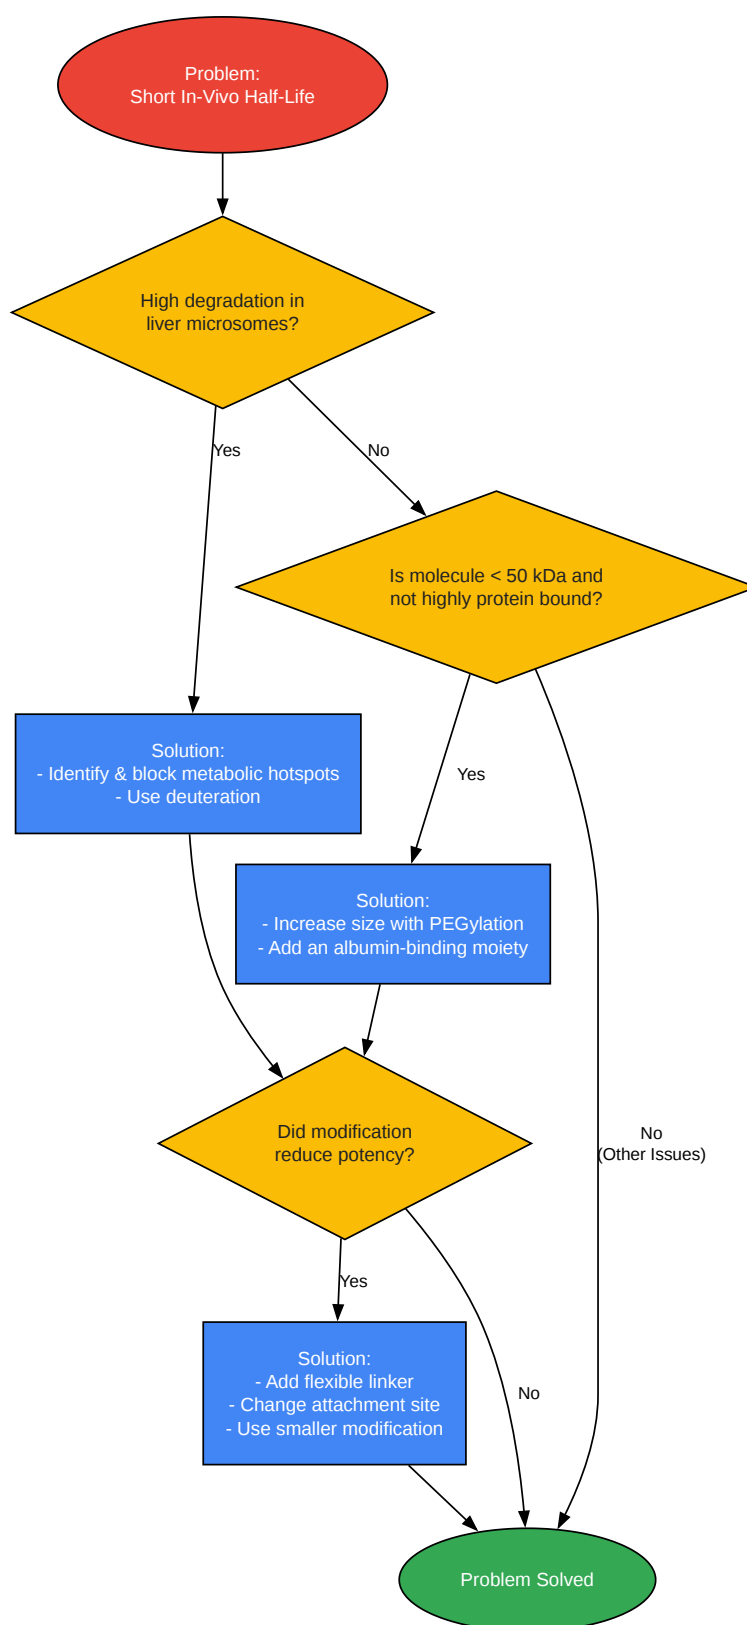 Problem:
Short In-Vivo Half-Life
High degradation in
liver microsomes?
Yes
No
Is molecule < 50 kDa and
not highly protein bound?
Solution:
- Identify & block metabolic hotspots
- Use deuteration
Yes
Solution:
- Increase size with PEGylation
- Add an albumin-binding moiety
Did modification
reduce potency?
No
(Other Issues)
Yes
Solution:
- Add flexible linker
- Change attachment site
- Use smaller modification
No
Problem Solved